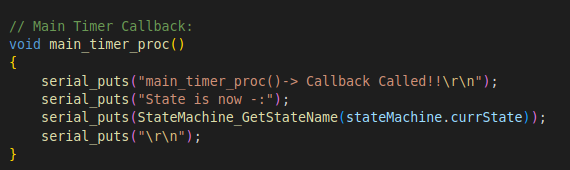 // Main Timer Callback:
void main_timer_proc()
{
    serial_puts("main_timer_proc()-> Callback Called!!\r\n");
    serial_puts("State is now -:");
    serial_puts(StateMachine_GetStateName(stateMachine.currState));
    serial_puts("\r\n");
}